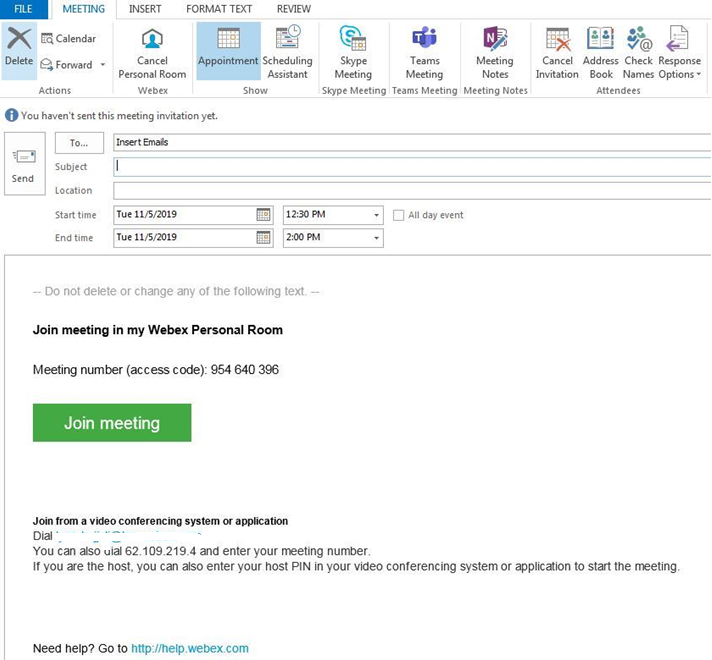 FILE MEETING INSERT FORMAT TEXT REVIEW
Delete
Calendar
Forward
Actions
Cancel
Personal Room
Webex
Appointment
Scheduling
Assistant
Show
Skype
Meeting
Skype Meeting
Teams
Meeting
Teams Meeting
Meeting
Notes
Meeting Notes
Cancel
Invitation
Address
Book
Check
Names
Response
Options
Attendees
You haven't sent this meeting invitation yet.
Send
To... Insert Emails
Subject
Location
Start time Tue 11/5/2019 12:30 PM All day event
End time Tue 11/5/2019 2:00 PM
-- Do not delete or change any of the following text. --
Join meeting in my Webex Personal Room
Meeting number (access code): 954 640 396
Join meeting
Join from a video conferencing system or application
Dial
You can also dial 62.109.219.4 and enter your meeting number.
If you are the host, you can also enter your host PIN in your video conferencing system or application to start the meeting.
Need help? Go to http://help.webex.com